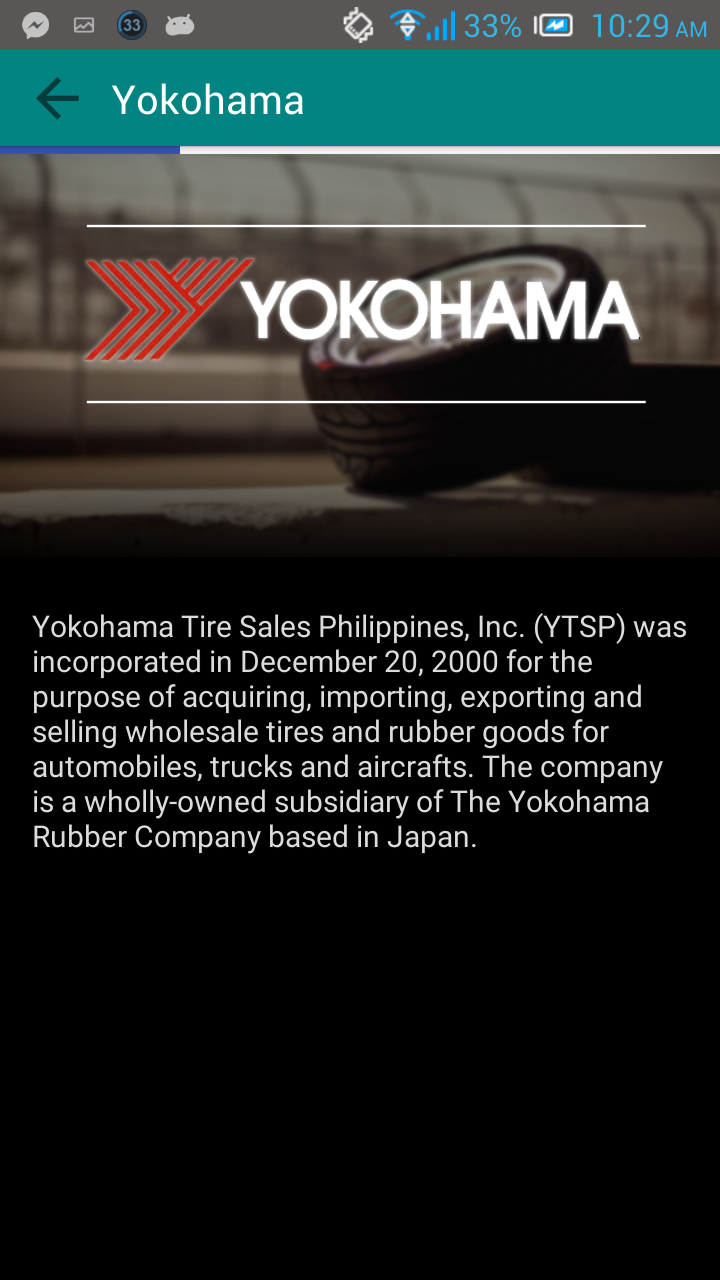 33
33%
10:29 AM
Yokohama
YOKOHAMA
Yokohama Tire Sales Philippines, Inc. (YTSP) was
incorporated in December 20, 2000 for the
purpose of acquiring, importing, exporting and
selling wholesale tires and rubber goods for
automobiles, trucks and aircrafts. The company
is a wholly-owned subsidiary of The Yokohama
Rubber Company based in Japan.